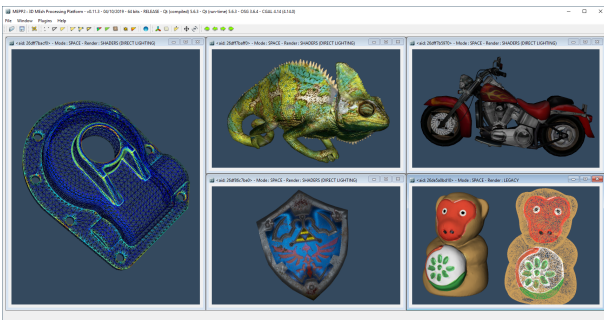 MEPP2 : 3D MEsh Processing Platform - v0.11.3 - 04/10/2019 - 64 bits - RELEASE - Qt (compiled) 5.6.3 - Qt (run-time) 5.6.3 - OSG 3.6.4 - CGAL 4.14 (4.14.0)
File Window Plugins Help
Mode : SPACE - Render : SHADERS (DIRECT LIGHTING)
Mode : SPACE - Render : SHADERS (DIRECT LIGHTING)
Mode : SPACE - Render : SHADERS (DIRECT LIGHTING)
Mode : SPACE - Render : SHADERS (DIRECT LIGHTING)
Mode : SPACE - Render : LEGACY